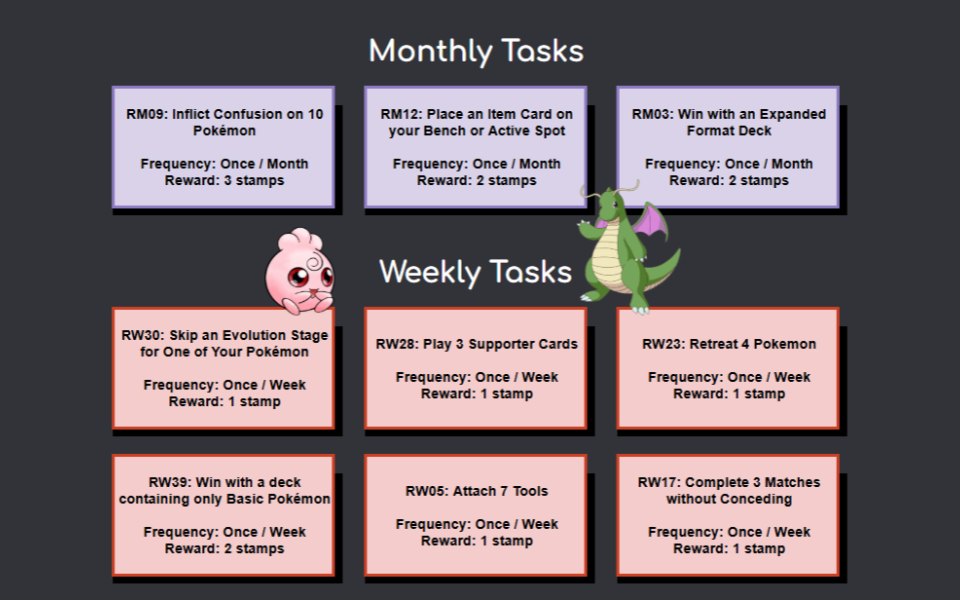 Monthly Tasks
RM09: Inflict Confusion on 10
Pokémon
Frequency: Once / Month
Reward: 3 stamps
RM12: Place an Item Card on
your Bench or Active Spot
Frequency: Once / Month
Reward: 2 stamps
RM03: Win with an Expanded
Format Deck
Frequency: Once / Month
Reward: 2 stamps
Weekly Tasks
RW30: Skip an Evolution Stage
for One of Your Pokémon
Frequency: Once / Week
Reward: 1 stamp
RW28: Play 3 Supporter Cards
Frequency: Once / Week
Reward: 1 stamp
RW23: Retreat 4 Pokemon
Frequency: Once / Week
Reward: 1 stamp
RW39: Win with a deck
containing only Basic Pokémon
Frequency: Once / Week
Reward: 2 stamps
RW05: Attach 7 Tools
Frequency: Once / Week
Reward: 1 stamp
RW17: Complete 3 Matches
without Conceding
Frequency: Once / Week
Reward: 1 stamp